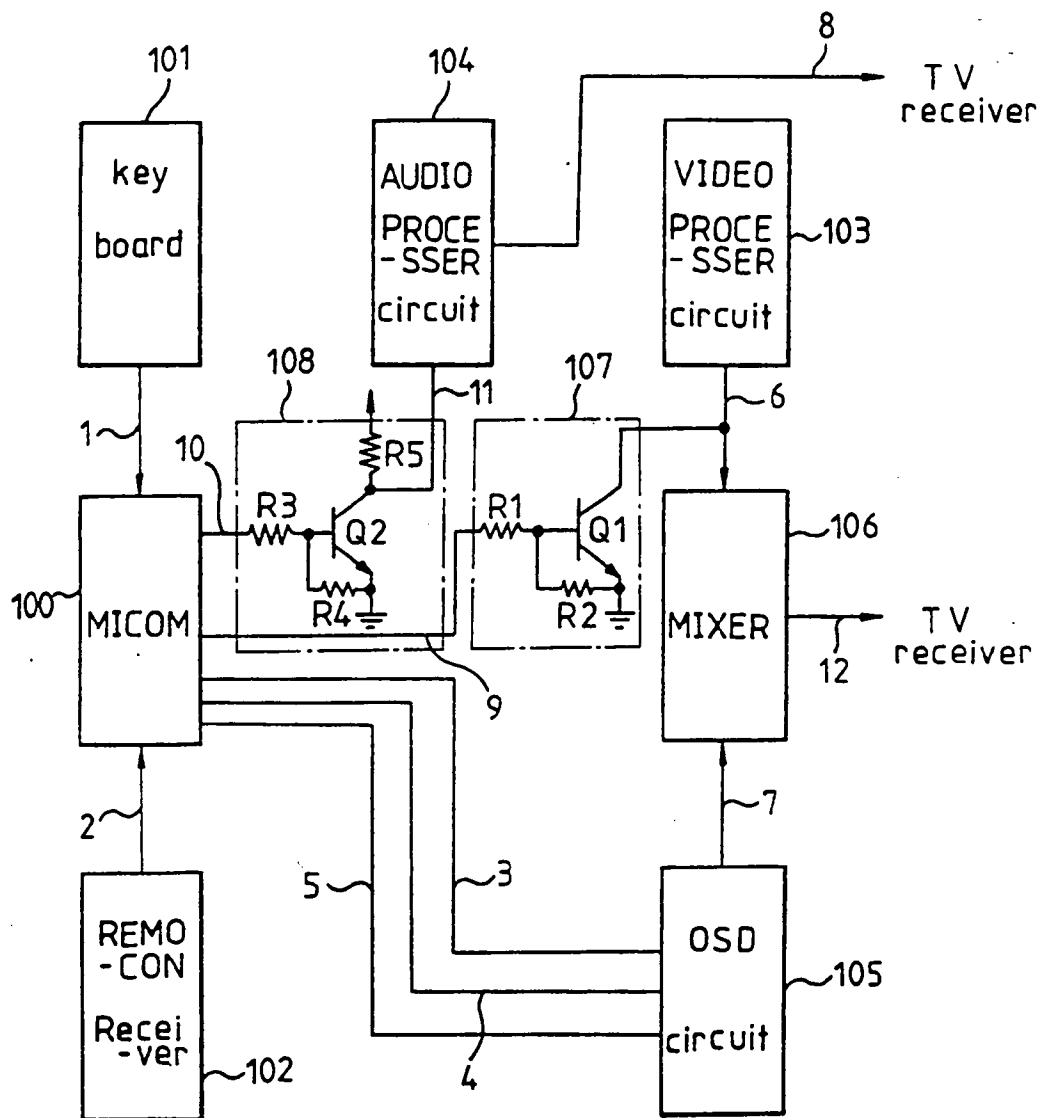 8
101
104
TV
receiver
key
board
AUDIO
PROCE
-SSER
circuit
VIDEO
PROCE
-SSER
circuit
103
108
11
107
6
1
R5
10
R3
Q2
R4
R1
Q1
R2
106
100
MICOM
MIXER
TV
receiver
12
9
2
7
5
3
REMO
-CON
Recei
-ver
102
4
OSD
circuit
105